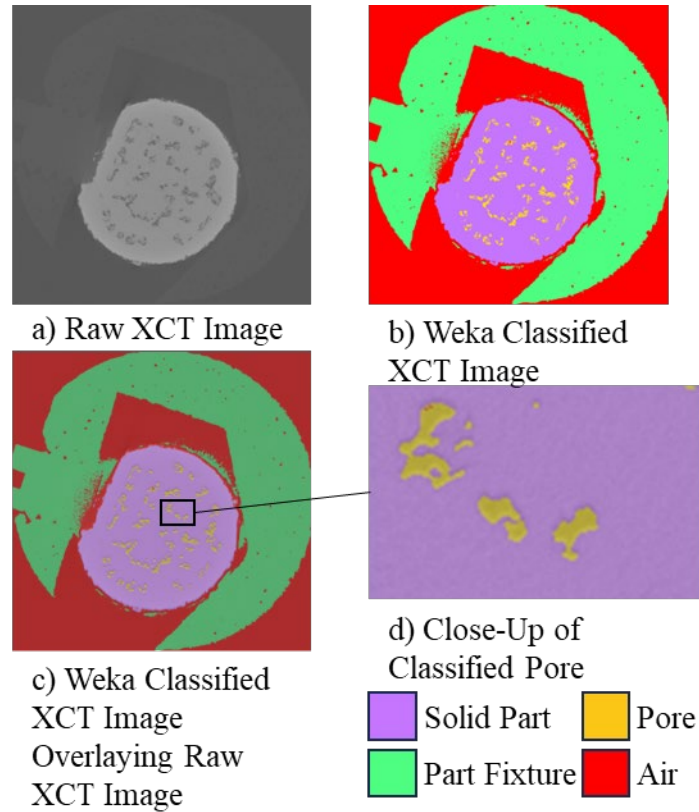 a) Raw XCT Image
b) Weka Classified
XCT Image
c) Weka Classified
XCT Image
Overlaying Raw
XCT Image
d) Close-Up of
Classified Pore
Solid Part
Pore
Part Fixture
Air